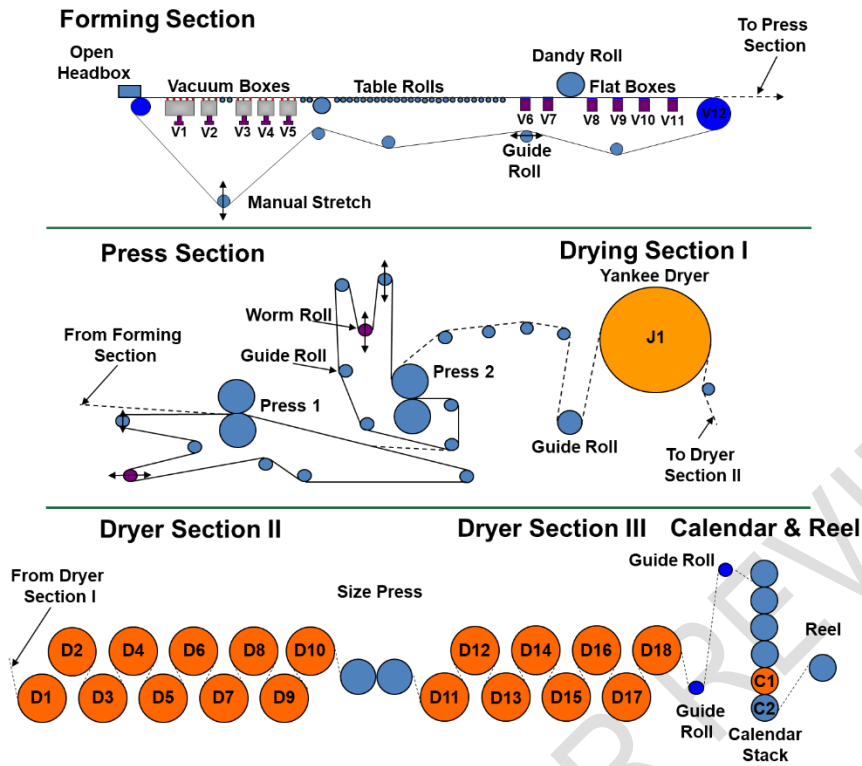 Forming Section
Open
Headbox
Vacuum Boxes
Table Rolls
Dandy Roll
Flat Boxes
To Press
Section
V1 V2 V3 V4 V5 V6 V7 V8 V9 V10 V11 V12
Guide
Roll
Manual Stretch
Press Section
Drying Section I
Yankee Dryer
Worm Roll
From Forming
Section
Guide Roll
J1
Press 2
Press 1
Guide Roll
To Dryer
Section II
Dryer Section II
Dryer Section III
Calendar & Reel
Guide Roll
From Dryer
Section I
Size Press
Reel
D2 D4 D6 D8 D10
D12 D14 D16 D18
D1 D3 D5 D7 D9
D11 D13 D15 D17
C1
C2
Guide
Roll
Calendar
Stack